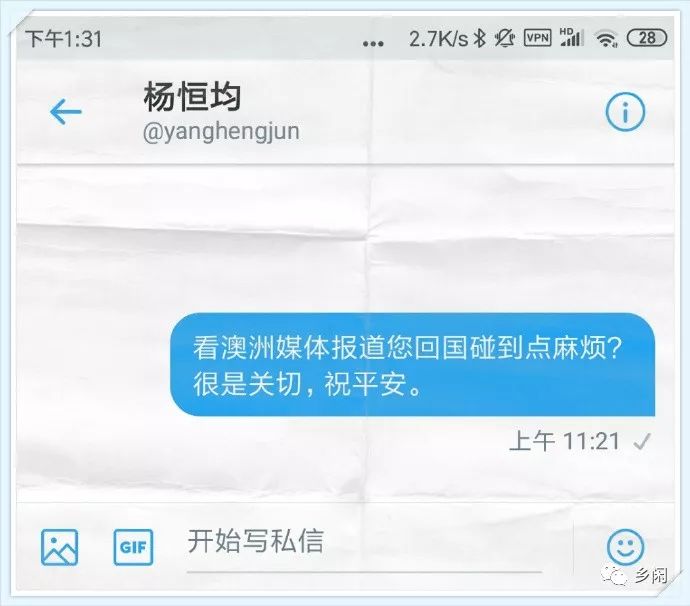 下午1:31
... 2.7K/s VPN HD 28
杨恒均
@yanghengjun
看澳洲媒体报道您回国碰到点麻烦?
很是关切，祝平安。
上午 11:21
GIF 开始写私信
乡闲